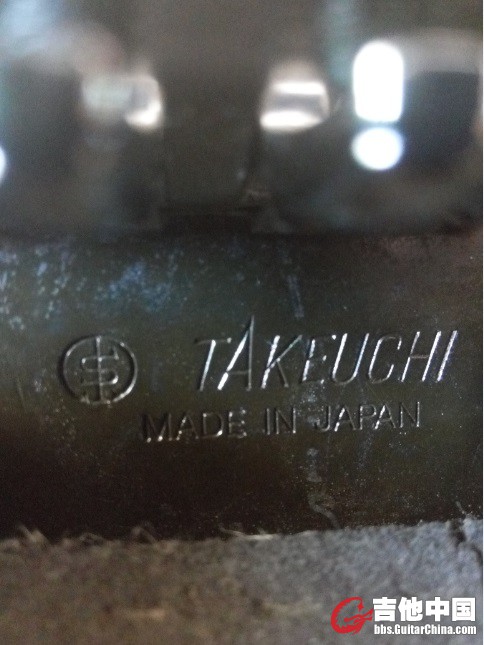 TAKEUCHI
MADE IN JAPAN
吉他中国
bbs.GuitarChina.com